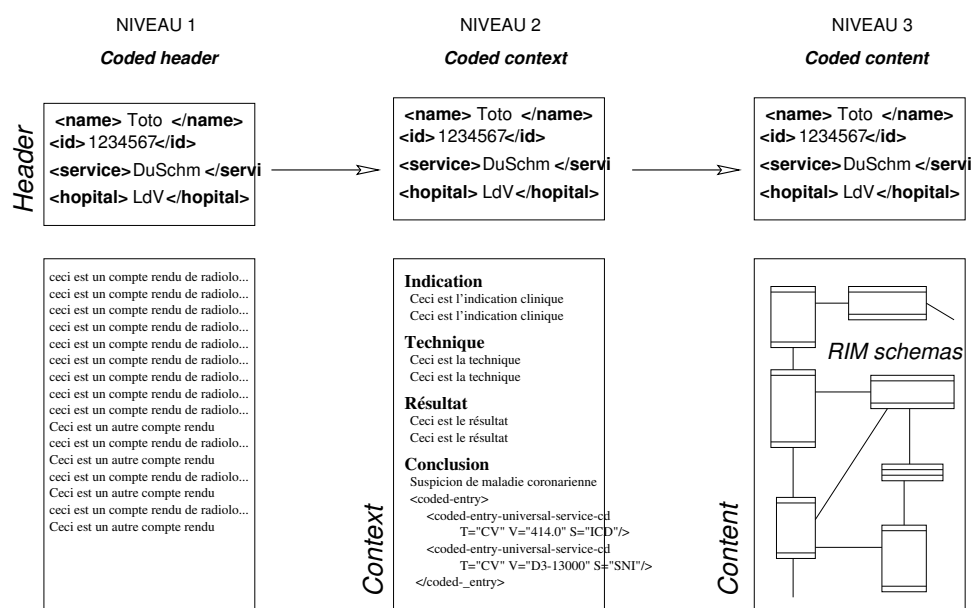 NIVEAU 1
Coded header
Header
<name> Toto </name>
<id> 1234567</id>
<service>DuSchm </servi
<hopital> LdV</hopital>
ceci est un compte rendu de radiolo...
ceci est un compte rendu de radiolo...
ceci est un compte rendu de radiolo...
ceci est un compte rendu de radiolo...
ceci est un compte rendu de radiolo...
ceci est un compte rendu de radiolo...
ceci est un compte rendu de radiolo...
ceci est un compte rendu de radiolo...
ceci est un compte rendu de radiolo...
Ceci est un autre compte rendu
ceci est un compte rendu de radiolo...
Ceci est un autre compte rendu
ceci est un compte rendu de radiolo...
Ceci est un autre compte rendu
ceci est un compte rendu de radiolo...
Ceci est un autre compte rendu
NIVEAU 2
Coded context
<name> Toto </name>
<id> 1234567</id>
<service>DuSchm </servi
<hopital> LdV</hopital>
Context
Indication
Ceci est l'indication clinique
Ceci est l'indication clinique
Technique
Ceci est la technique
Ceci est la technique
Résultat
Ceci est le résultat
Ceci est le résultat
Conclusion
Suspicion de maladie coronarienne
<coded-entry>
<coded-entry-universal-service-cd
T="CV" V="414.0" S="ICD"/>
<coded-entry-universal-service-cd
T="CV" V="D3-13000" S="SNI"/>
</coded-_entry>
NIVEAU 3
Coded content
<name> Toto </name>
<id> 1234567</id>
<service>DuSchm </servi
<hopital> LdV</hopital>
Content
RIM schemas